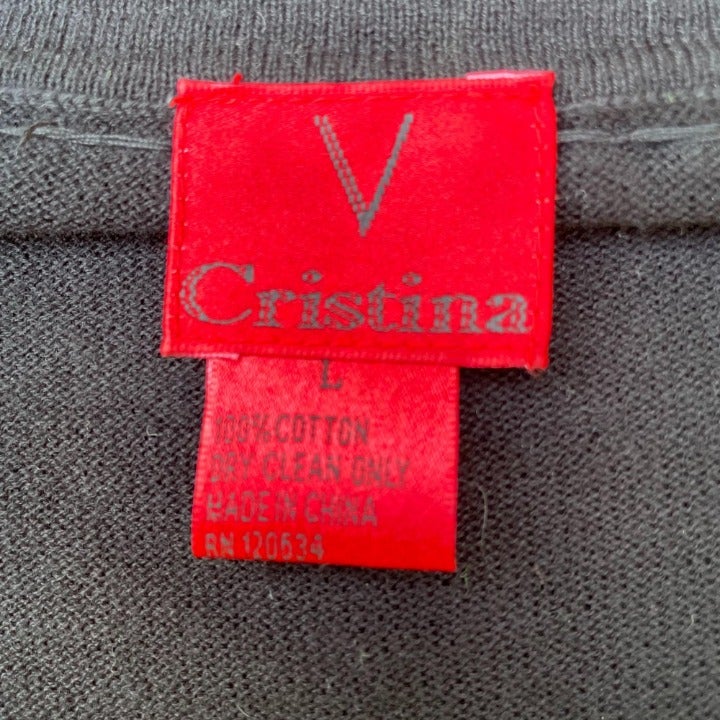 V
Cristina
L
100% COTTON
DRY CLEAN ONLY
MADE IN CHINA
RN 120634